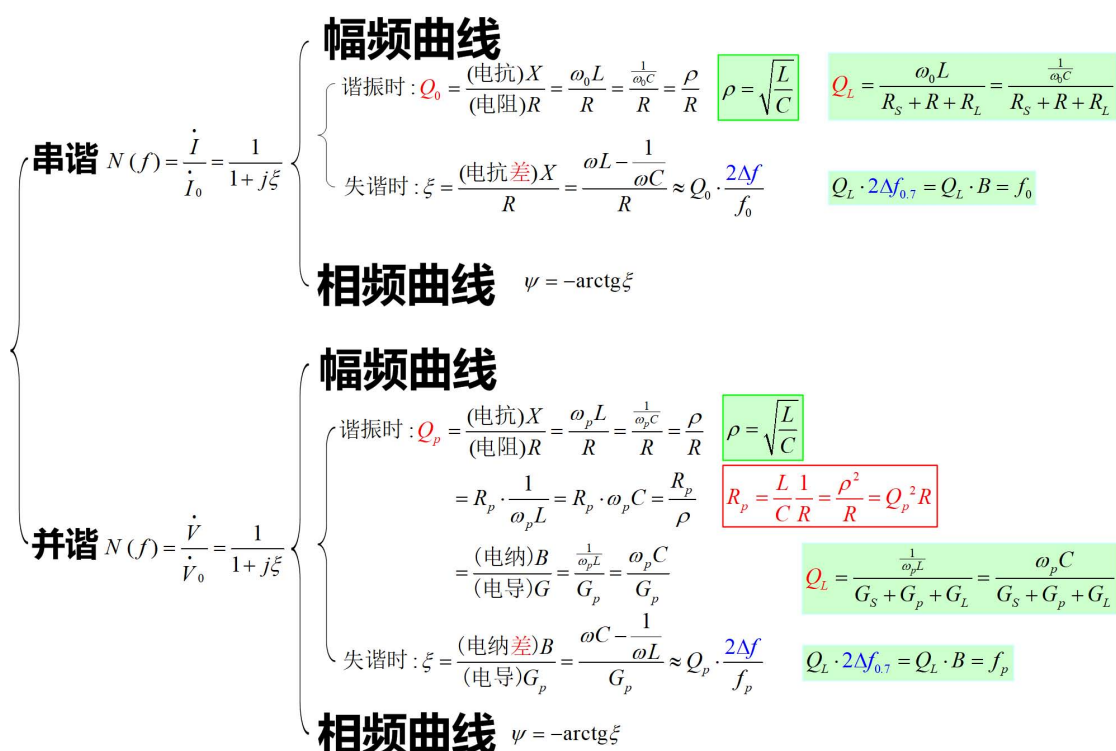 幅频曲线
谐振时 : Q₀ = (电抗)X / (电阻)R = ω₀L / R = (1/(ω₀C)) / R = ρ / R
ρ = √(L/C)
Q_L = ω₀L / (R_S + R + R_L) = (1/(ω₀C)) / (R_S + R + R_L)
串谐 N(f) = İ / İ₀ = 1 / (1 + jξ)
失谐时 : ξ = (电抗差)X / R = (ωL − 1/(ωC)) / R ≈ Q₀ · 2Δf / f₀
Q_L · 2Δf₀.₇ = Q_L · B = f₀
相频曲线 ψ = −arctgξ
幅频曲线
谐振时 : Q_p = (电抗)X / (电阻)R = ω_pL / R = (1/(ω_pC)) / R = ρ / R
ρ = √(L/C)
= R_p · 1 / (ω_pL) = R_p · ω_pC = R_p / ρ
R_p = (L/C)(1/R) = ρ² / R = Q_p²R
并谐 N(f) = V̇ / V̇₀ = 1 / (1 + jξ)
= (电纳)B / (电导)G = (1/(ω_pL)) / G_p = ω_pC / G_p
Q_L = (1/(ω_pL)) / (G_S + G_p + G_L) = ω_pC / (G_S + G_p + G_L)
失谐时 : ξ = (电纳差)B / (电导)G_p = (ωC − 1/(ωL)) / G_p ≈ Q_p · 2Δf / f_p
Q_L · 2Δf₀.₇ = Q_L · B = f_p
相频曲线 ψ = −arctgξ